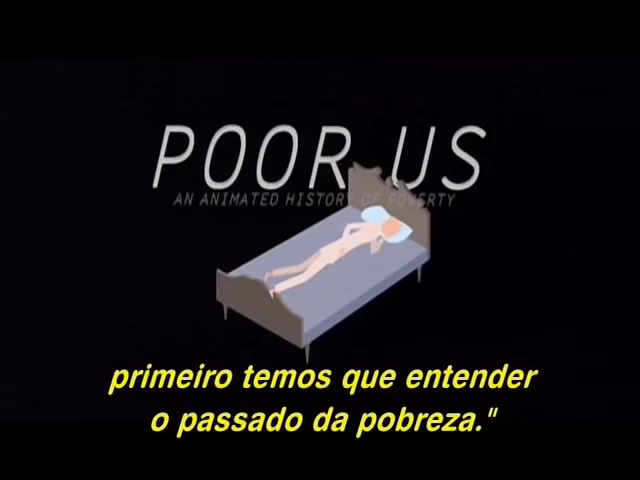 POOR US
AN ANIMATED HISTORY OF POVERTY
primeiro temos que entender
o passado da pobreza."